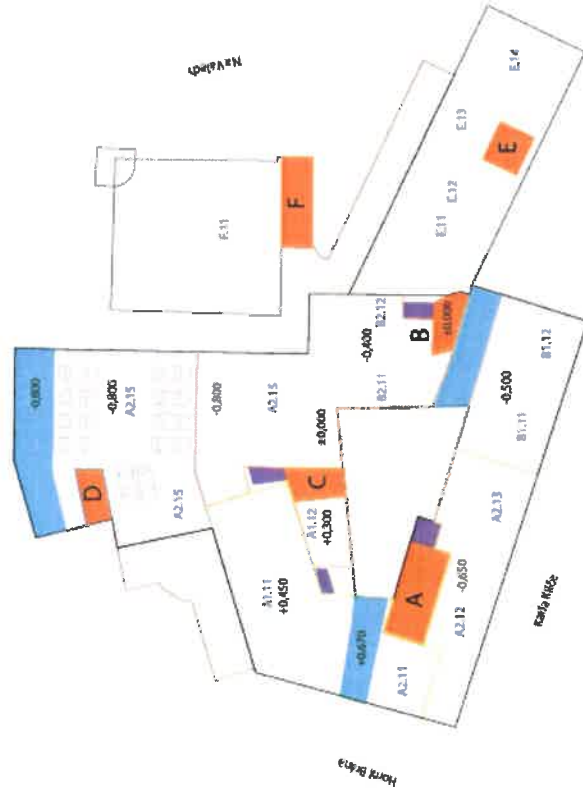 Na Valech
F.11
F
E.14
E.13
E.12
E.11
E
-0,800
-0,800
A2.15
D
A2.15
-0,800
A2.15
±0,000
-0,400
B2.12
B2.11
B
±0,000
C
A1.12
+0,300
A1.11
+0,450
+0,670
A
A2.11
A2.12
-0,650
A2.13
B1.11
-0,500
B1.12
Horní Brána
Karla Klíče